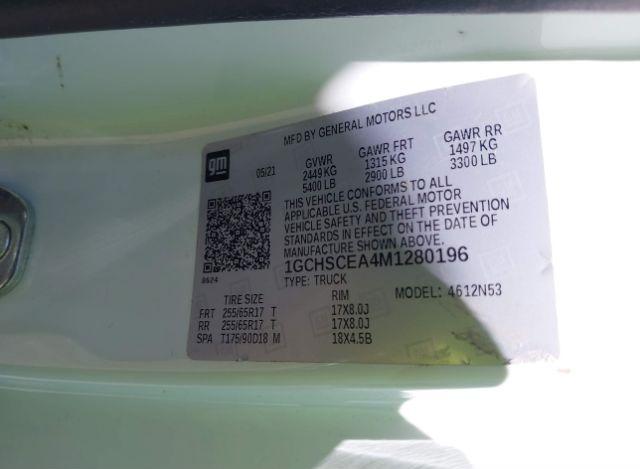 MFD BY GENERAL MOTORS LLC
gm
05/21
GVWR GAWR FRT GAWR RR
2449 KG 1315 KG 1497 KG
5400 LB 2900 LB 3300 LB
THIS VEHICLE CONFORMS TO ALL
APPLICABLE U.S. FEDERAL MOTOR
VEHICLE SAFETY AND THEFT PREVENTION
STANDARDS IN EFFECT ON THE DATE OF
MANUFACTURE SHOWN ABOVE.
1GCHSCEA4M1280196
8624
TYPE: TRUCK MODEL: 4612N53
TIRE SIZE RIM
FRT 255/65R17 T 17X8.0J
RR 255/65R17 T 17X8.0J
SPA T175/90D18 M 18X4.5B